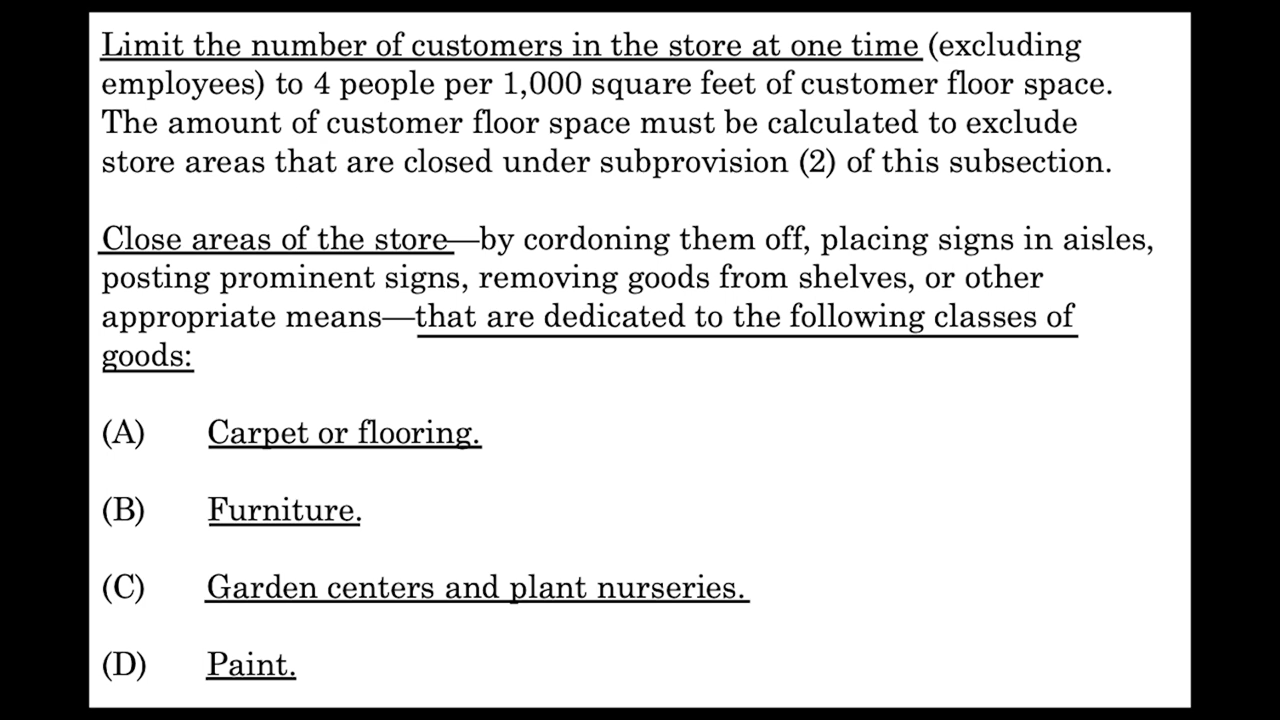 Limit the number of customers in the store at one time (excluding
employees) to 4 people per 1,000 square feet of customer floor space.
The amount of customer floor space must be calculated to exclude
store areas that are closed under subprovision (2) of this subsection.
Close areas of the store—by cordoning them off, placing signs in aisles,
posting prominent signs, removing goods from shelves, or other
appropriate means—that are dedicated to the following classes of
goods:
(A) Carpet or flooring.
(B) Furniture.
(C) Garden centers and plant nurseries.
(D) Paint.